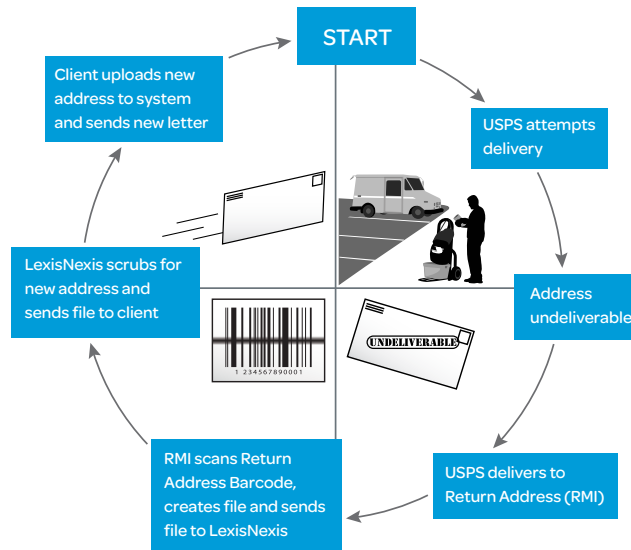 START
USPS attempts
delivery
Address
undeliverable
USPS delivers to
Return Address (RMI)
RMI scans Return
Address Barcode,
creates file and sends
file to LexisNexis
LexisNexis scrubs for
new address and
sends file to client
Client uploads new
address to system
and sends new letter
UNDELIVERABLE
1 234567890001